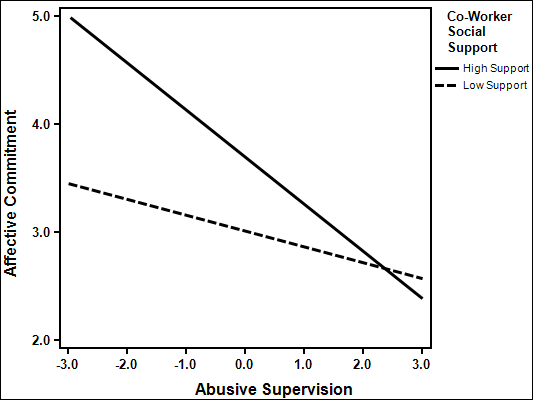 Co-Worker
Social
Support
High Support
Low Support
Affective Commitment
5.0
4.0
3.0
2.0
-3.0 -2.0 -1.0 0.0 1.0 2.0 3.0
Abusive Supervision